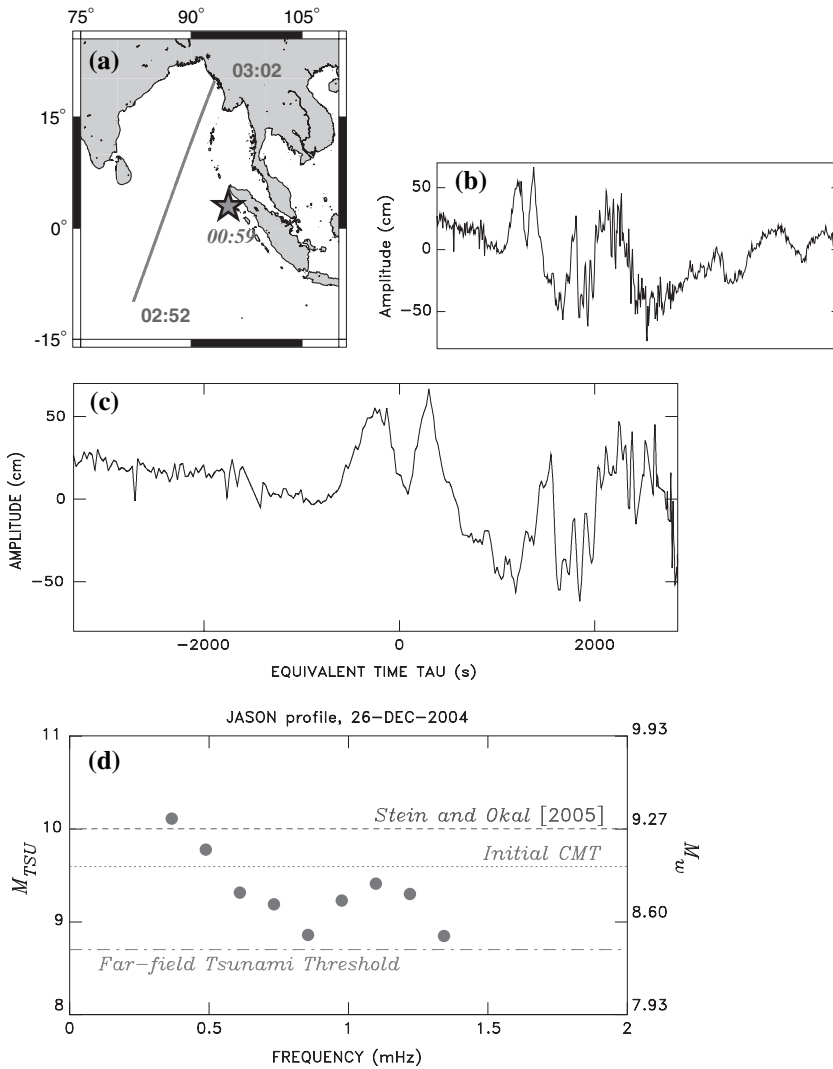 75° 90° 105°
(a)
03:02
15°
0°
00:59
02:52
-15°
(b)
50
0
−50
Amplitude (cm)
(c)
50
0
−50
AMPLITUDE (cm)
−2000 0 2000
EQUIVALENT TIME TAU (s)
JASON profile, 26-DEC-2004
(d)
11 9.93
Stein and Okal [2005]
10 9.27
Initial CMT
M_TSU
M_w
9 8.60
Far-field Tsunami Threshold
8 7.93
0 0.5 1 1.5 2
FREQUENCY (mHz)